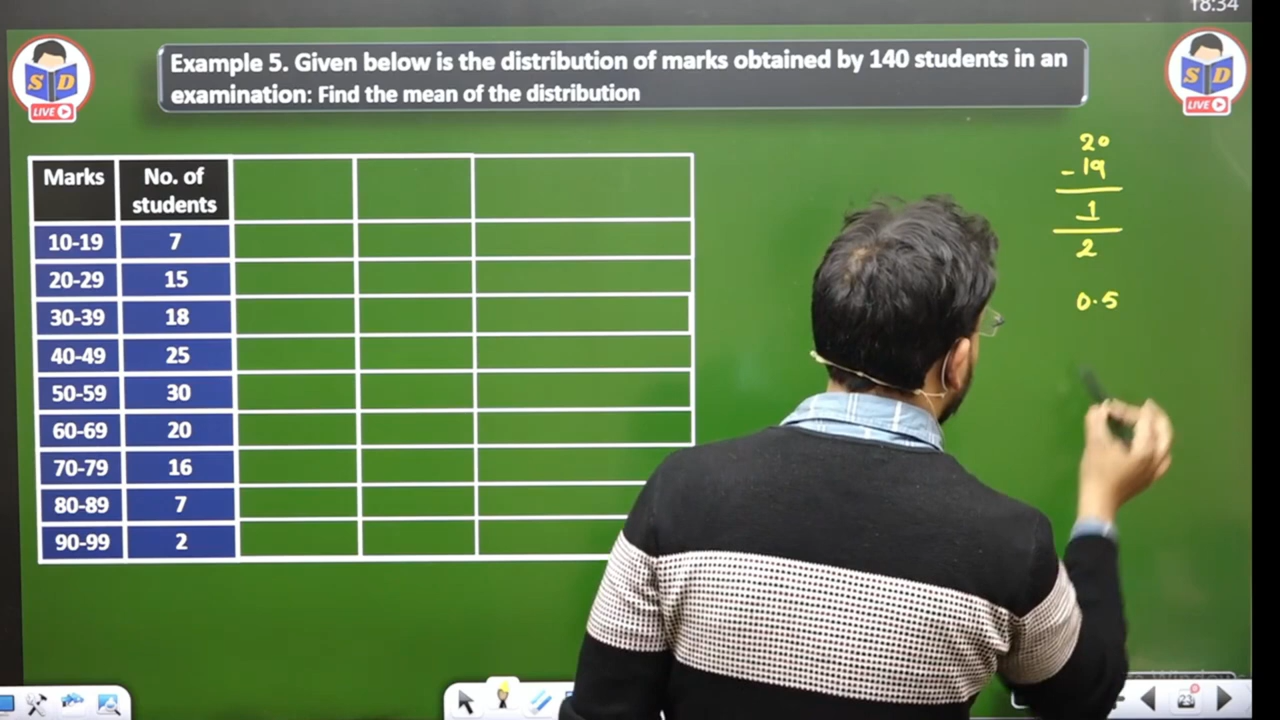 18:34
S D
LIVE
Example 5. Given below is the distribution of marks obtained by 140 students in an
examination: Find the mean of the distribution
S D
LIVE
Marks No. of
students
10-19 7
20-29 15
30-39 18
40-49 25
50-59 30
60-69 20
70-79 16
80-89 7
90-99 2
20
-19
1
2
0.5
23